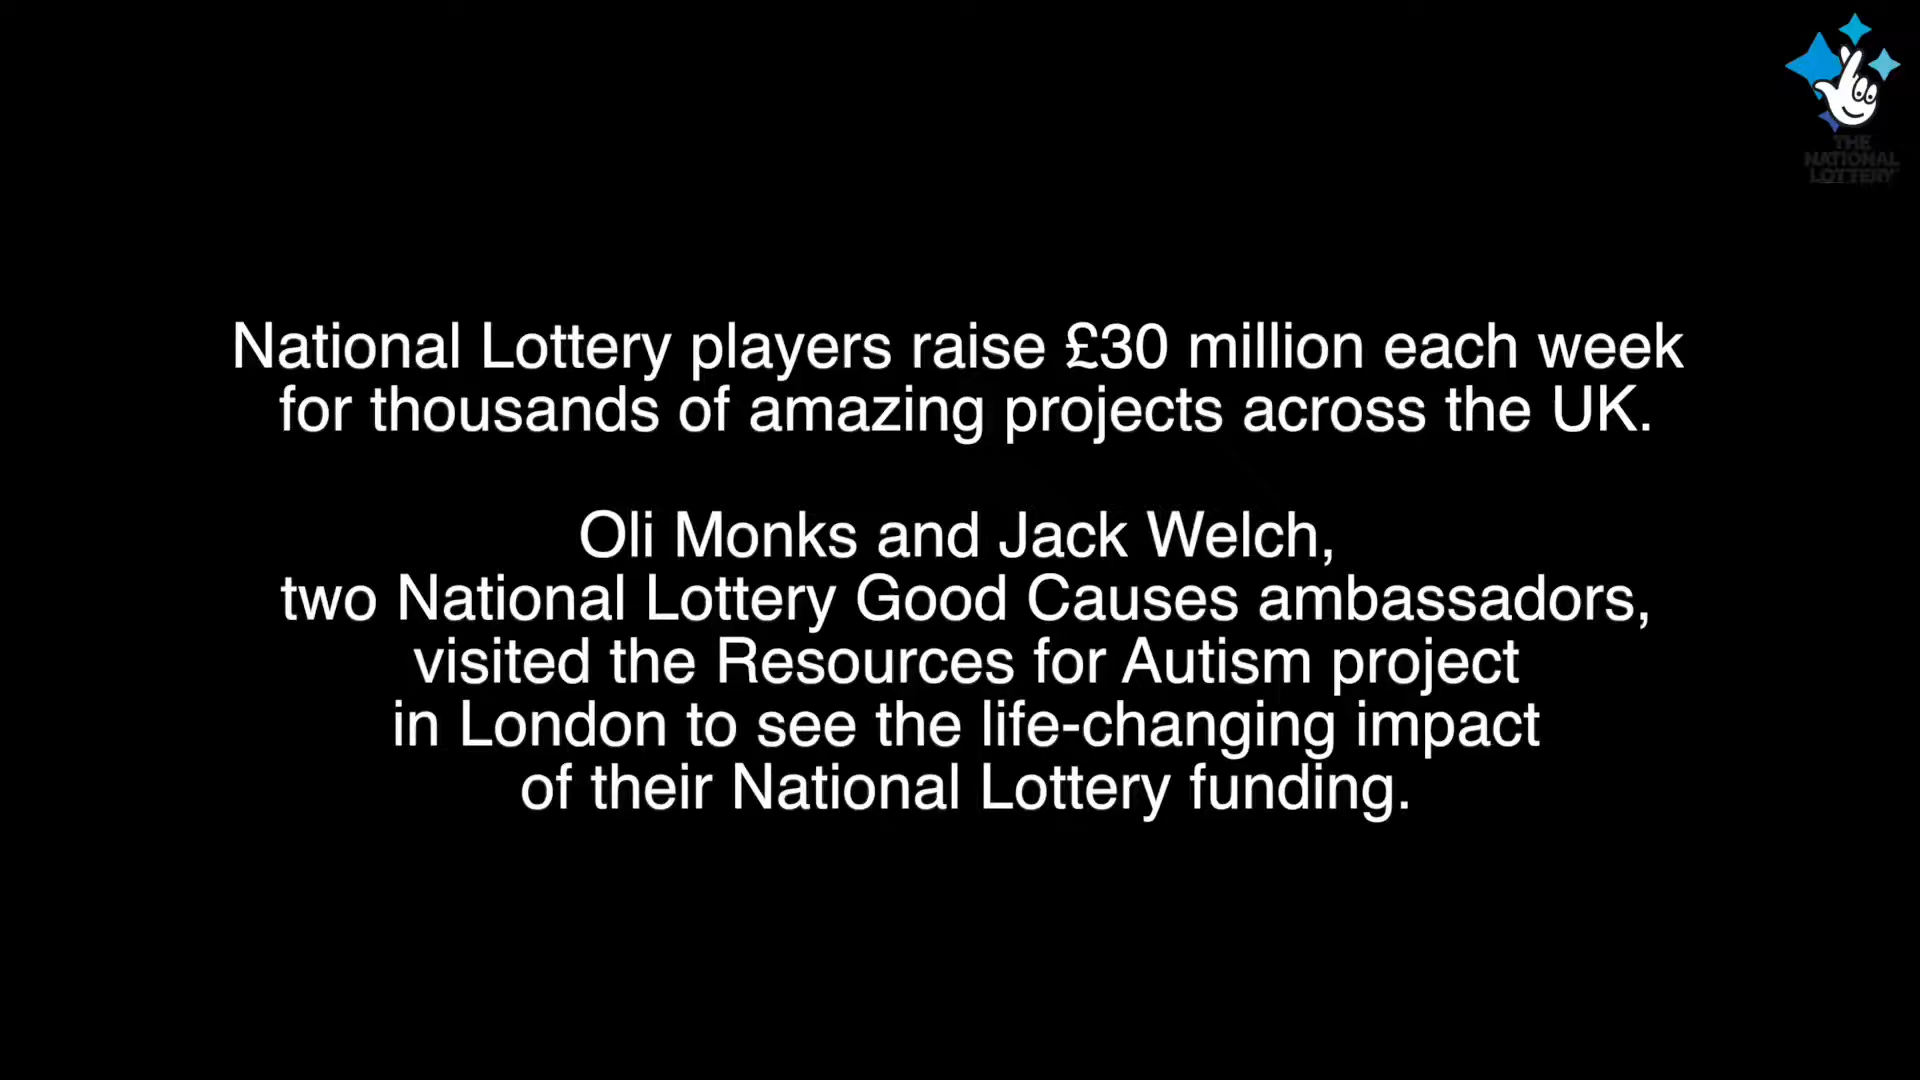 THE
NATIONAL
LOTTERY
National Lottery players raise £30 million each week
for thousands of amazing projects across the UK.
Oli Monks and Jack Welch,
two National Lottery Good Causes ambassadors,
visited the Resources for Autism project
in London to see the life-changing impact
of their National Lottery funding.